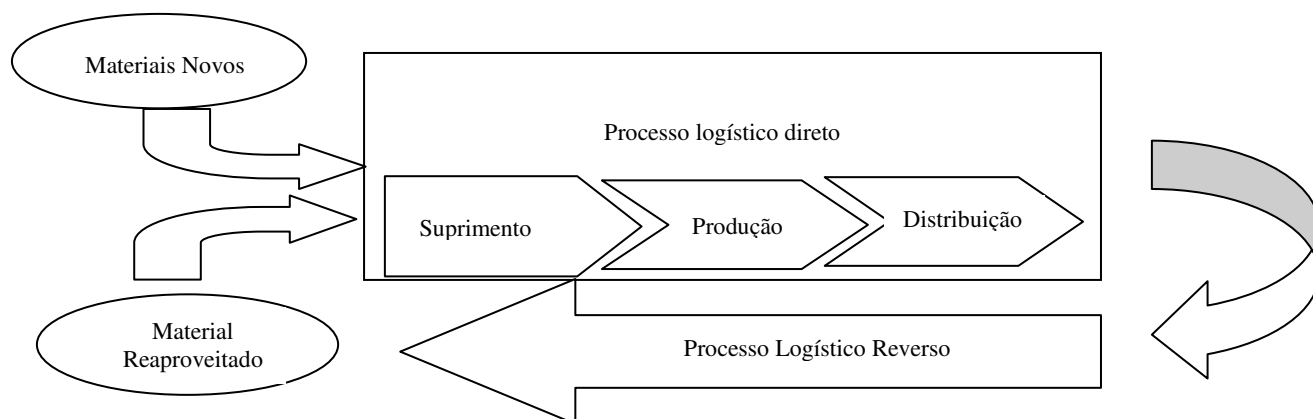 Materiais Novos
Processo logístico direto
Suprimento
Produção
Distribuição
Material
Reaproveitado
Processo Logístico Reverso